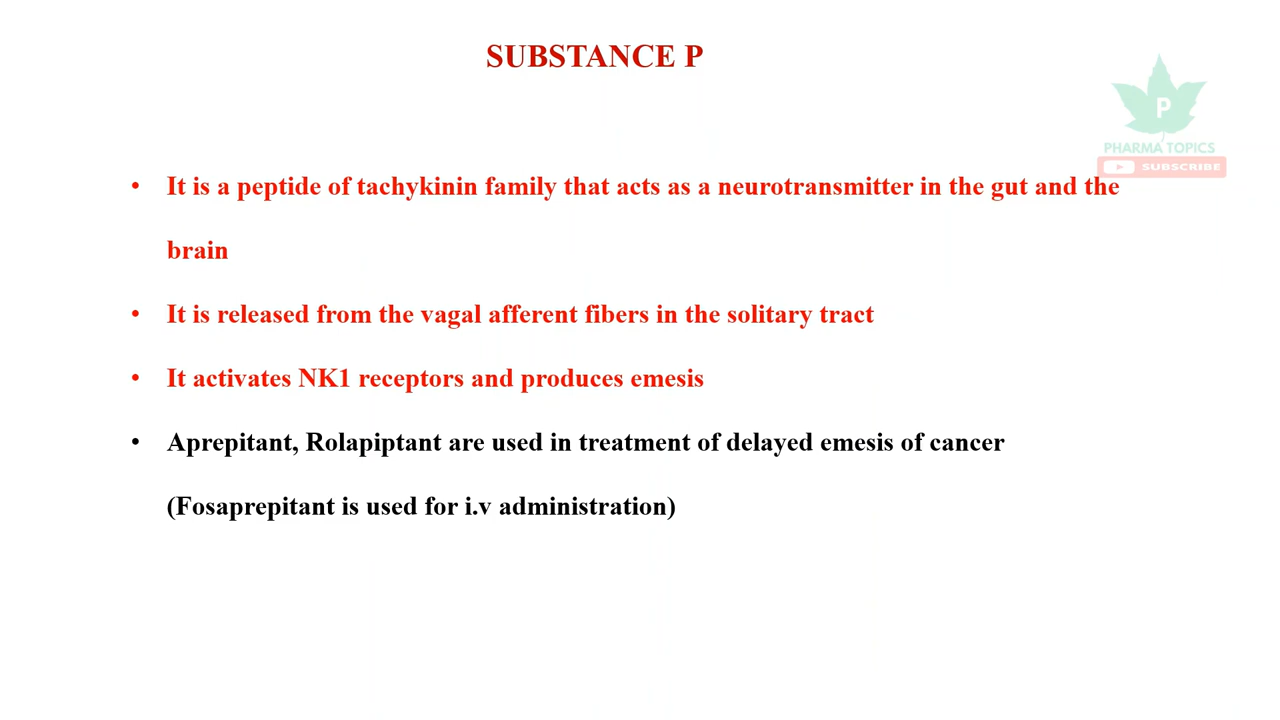 SUBSTANCE P
P
PHARMA TOPICS
SUBSCRIBE
• It is a peptide of tachykinin family that acts as a neurotransmitter in the gut and the
brain
• It is released from the vagal afferent fibers in the solitary tract
• It activates NK1 receptors and produces emesis
• Aprepitant, Rolapiptant are used in treatment of delayed emesis of cancer
(Fosaprepitant is used for i.v administration)